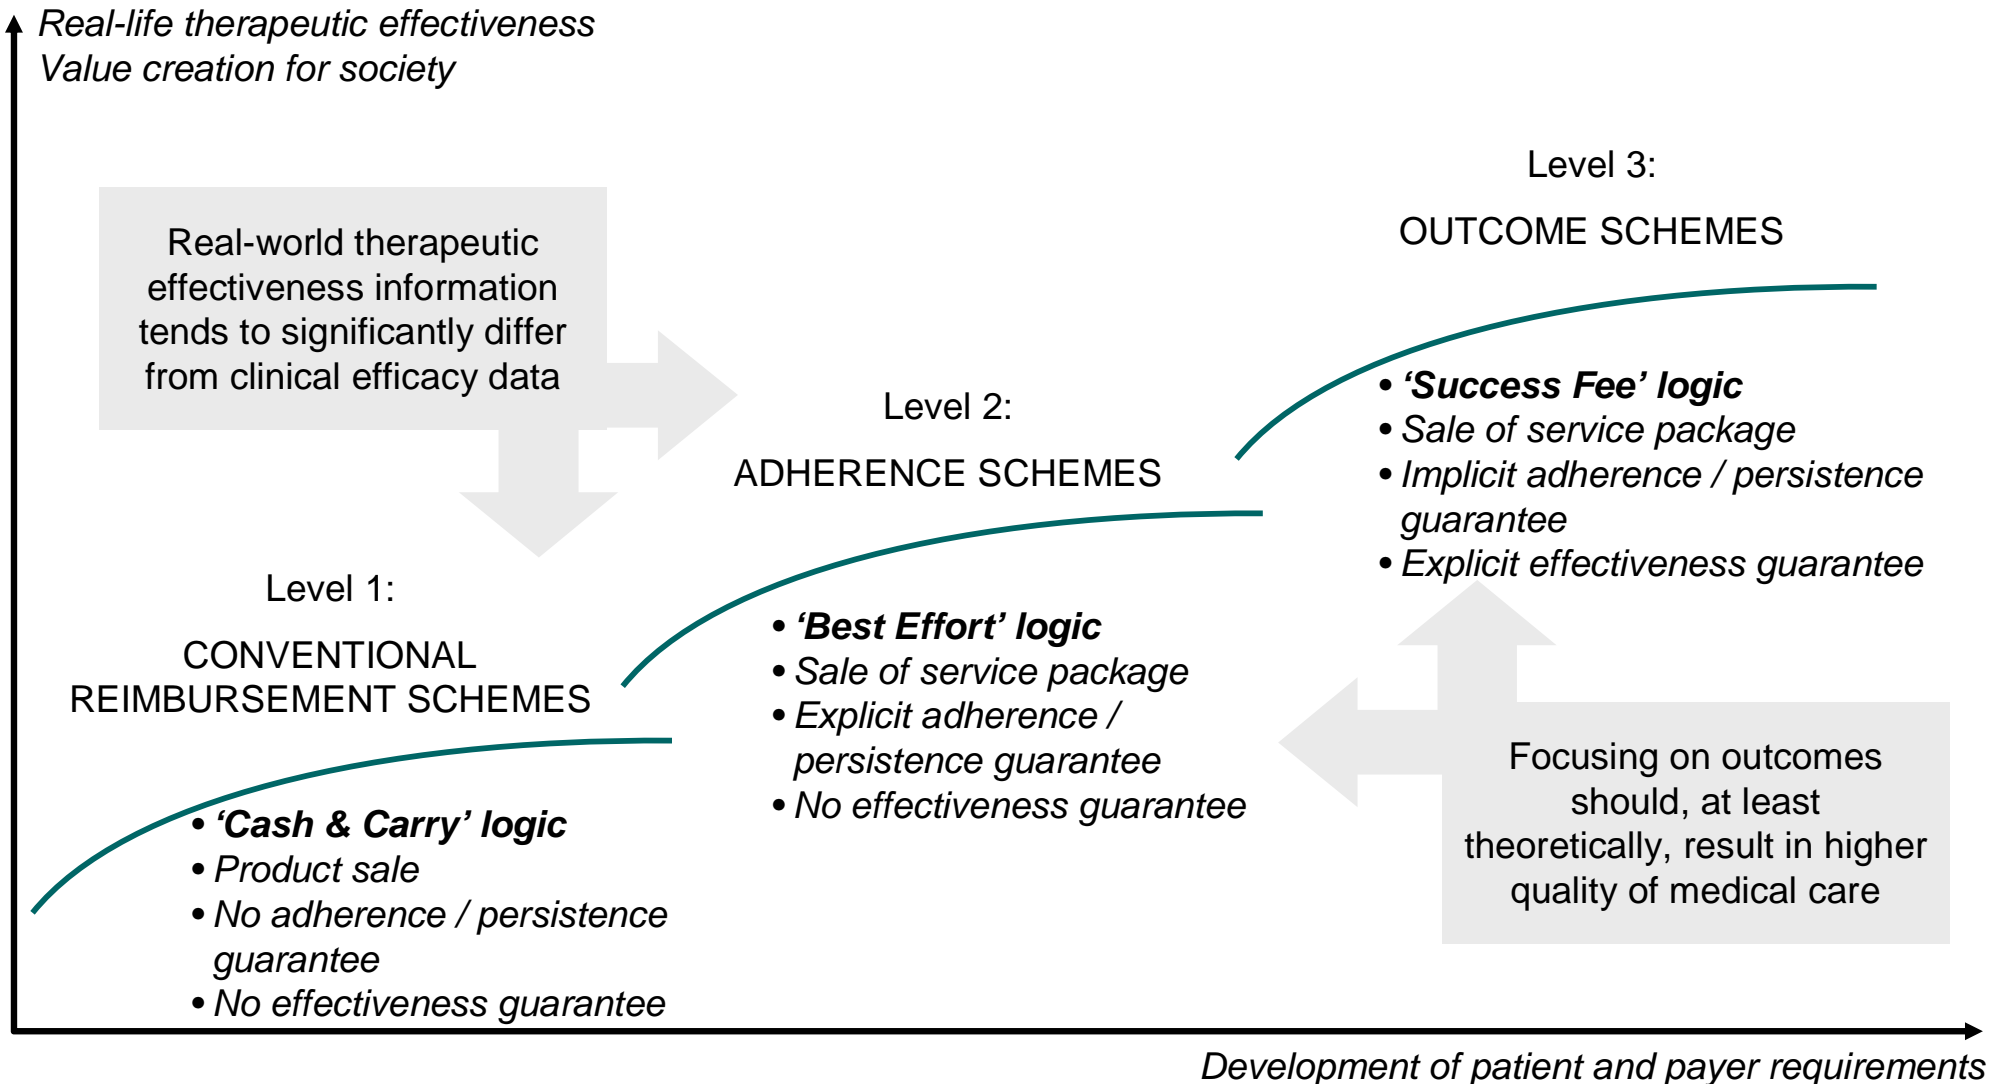 Real-life therapeutic effectiveness
Value creation for society
Real-world therapeutic
effectiveness information
tends to significantly differ
from clinical efficacy data
Level 1:
CONVENTIONAL
REIMBURSEMENT SCHEMES
• ‘Cash & Carry’ logic
• Product sale
• No adherence / persistence
guarantee
• No effectiveness guarantee
Level 2:
ADHERENCE SCHEMES
• ‘Best Effort’ logic
• Sale of service package
• Explicit adherence /
persistence guarantee
• No effectiveness guarantee
Level 3:
OUTCOME SCHEMES
• ‘Success Fee’ logic
• Sale of service package
• Implicit adherence / persistence
guarantee
• Explicit effectiveness guarantee
Focusing on outcomes
should, at least
theoretically, result in higher
quality of medical care
Development of patient and payer requirements